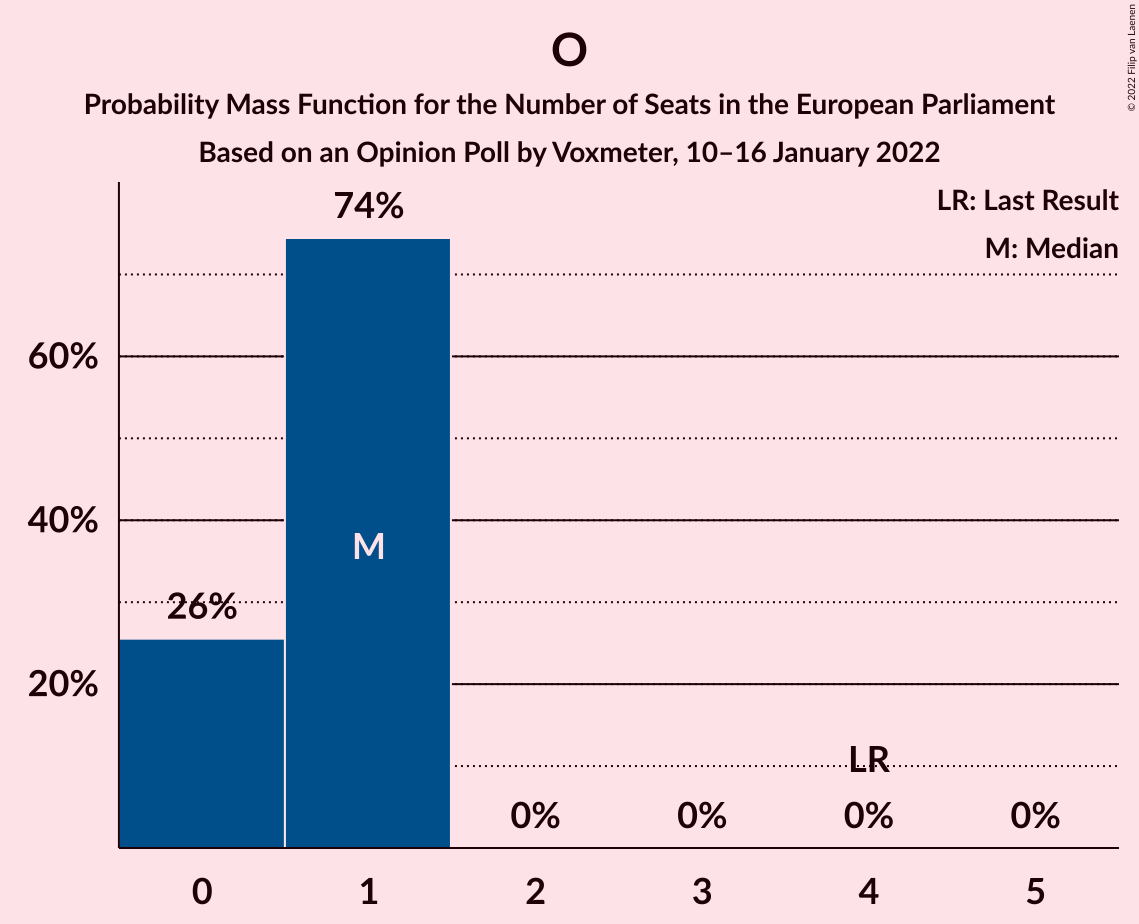 O
Probability Mass Function for the Number of Seats in the European Parliament
Based on an Opinion Poll by Voxmeter, 10–16 January 2022
© 2022 Filip van Laenen
LR: Last Result
M: Median
74%
60%
40%
M
26%
20%
LR
0%
0%
0%
0%
0
1
2
3
4
5